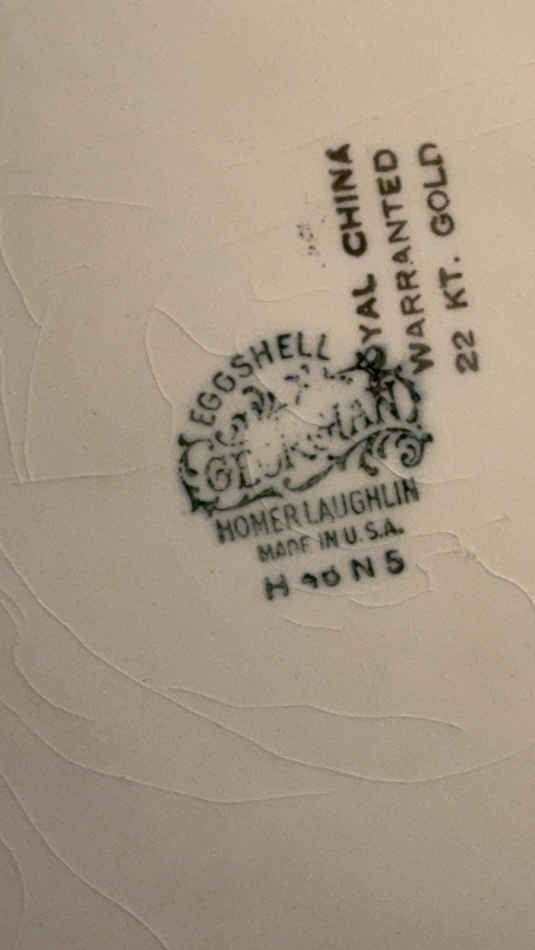 EGGSHELL
GEORGIAN
HOMER LAUGHLIN
MADE IN U.S.A.
H N 5
ROYAL CHINA
WARRANTED
22 KT. GOLD